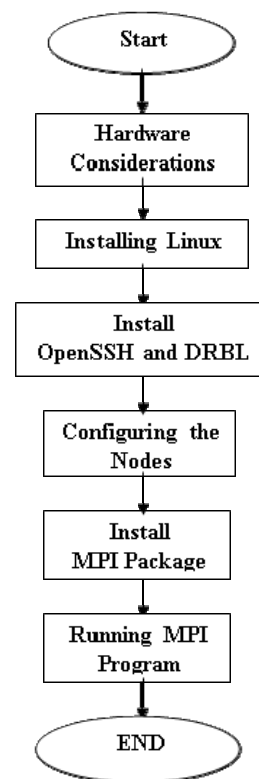 Start
Hardware
Considerations
Installing Linux
Install
OpenSSH and DRBL
Configuring the
Nodes
Install
MPI Package
Running MPI
Program
END